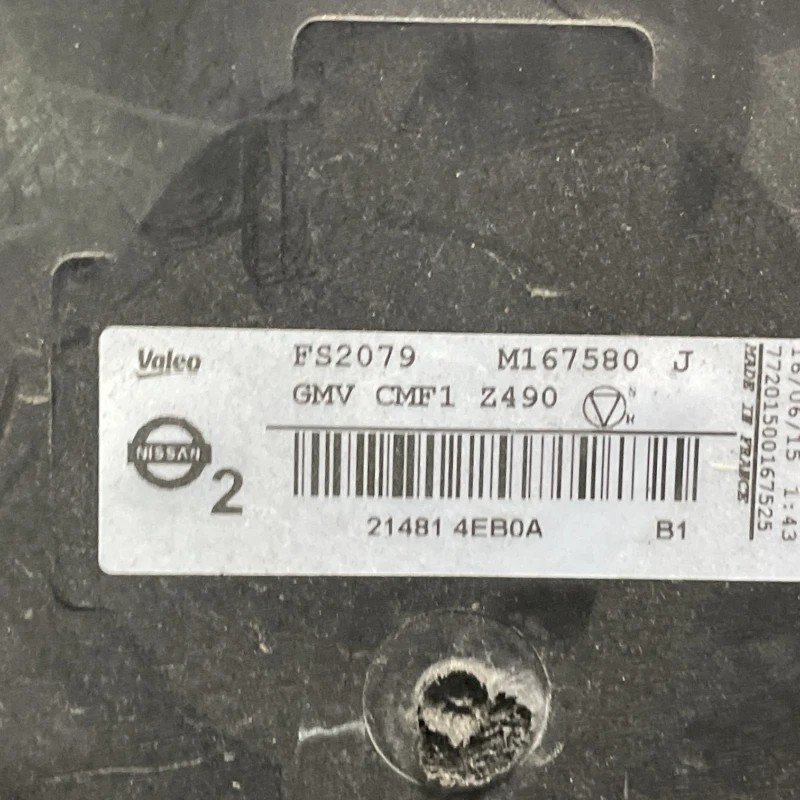 Valeo
FS2079 M167580 J
GMV CMF1 Z490
NISSAN
2
21481 4EB0A B1
MADE IN FRANCE
77201500167525
16/06/15 1:43